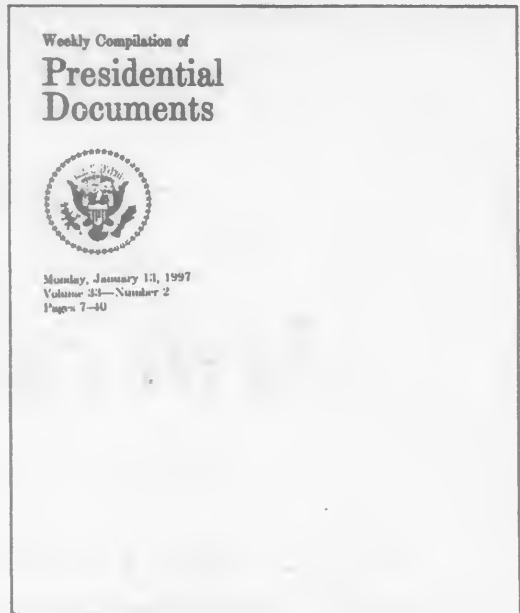 Weekly Compilation of
Presidential
Documents
Monday, January 13, 1997
Volume 33—Number 2
Pages 7–40